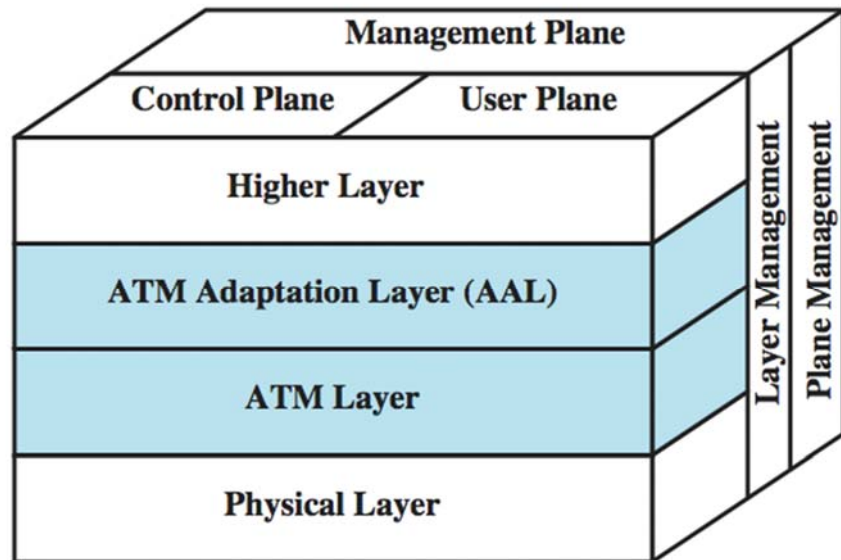 Management Plane
Control Plane
User Plane
Higher Layer
ATM Adaptation Layer (AAL)
ATM Layer
Physical Layer
Layer Management
Plane Management